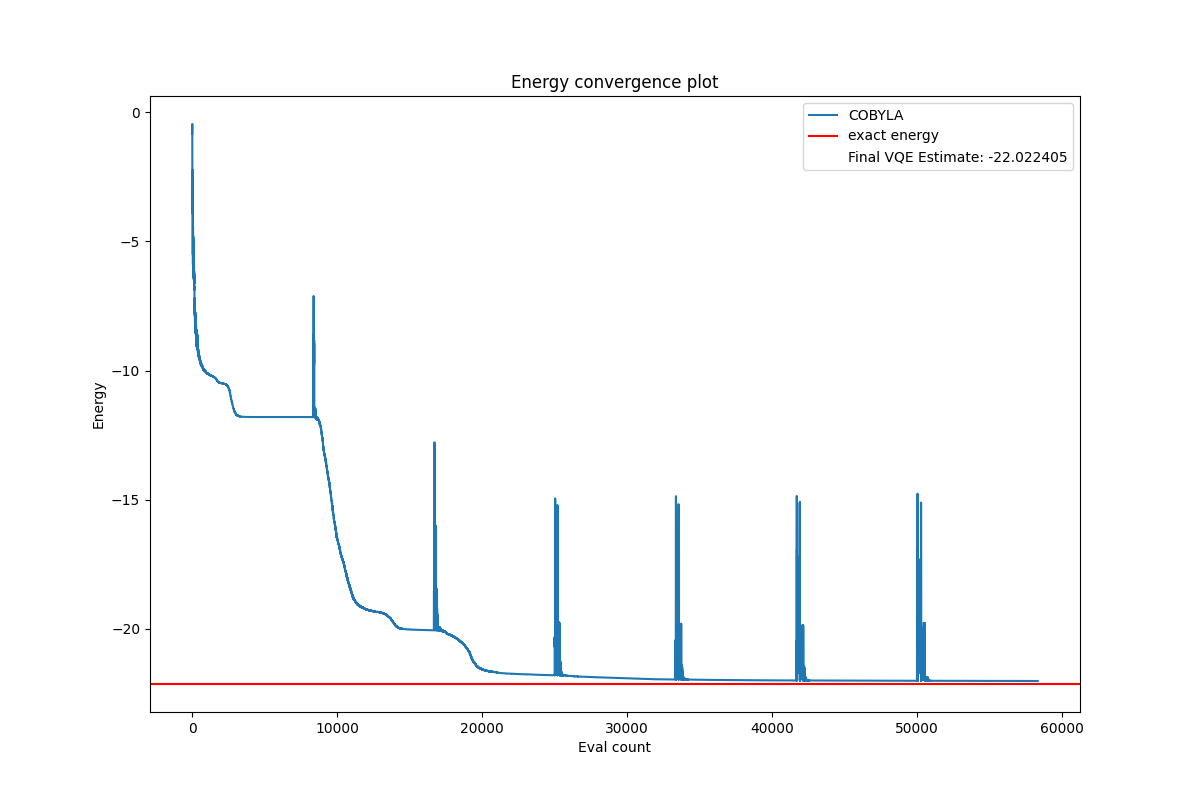 Energy convergence plot
COBYLA
exact energy
Final VQE Estimate: -22.022405
Energy
0
−5
−10
−15
−20
0 10000 20000 30000 40000 50000 60000
Eval count